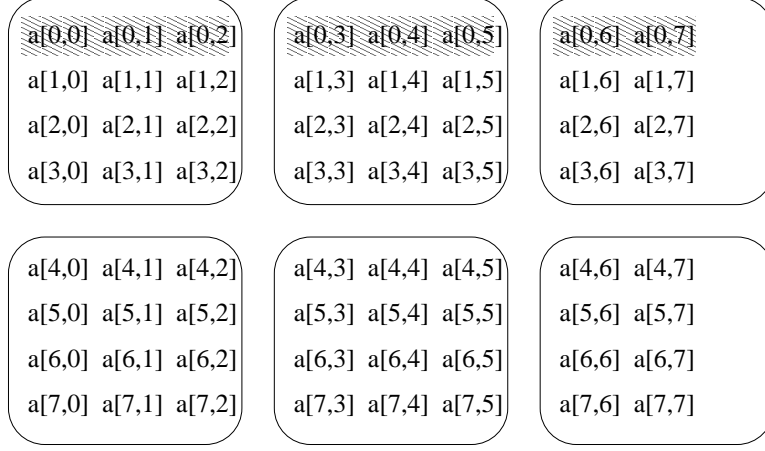 a[0,0] a[0,1] a[0,2] a[0,3] a[0,4] a[0,5] a[0,6] a[0,7]
a[1,0] a[1,1] a[1,2] a[1,3] a[1,4] a[1,5] a[1,6] a[1,7]
a[2,0] a[2,1] a[2,2] a[2,3] a[2,4] a[2,5] a[2,6] a[2,7]
a[3,0] a[3,1] a[3,2] a[3,3] a[3,4] a[3,5] a[3,6] a[3,7]
a[4,0] a[4,1] a[4,2] a[4,3] a[4,4] a[4,5] a[4,6] a[4,7]
a[5,0] a[5,1] a[5,2] a[5,3] a[5,4] a[5,5] a[5,6] a[5,7]
a[6,0] a[6,1] a[6,2] a[6,3] a[6,4] a[6,5] a[6,6] a[6,7]
a[7,0] a[7,1] a[7,2] a[7,3] a[7,4] a[7,5] a[7,6] a[7,7]